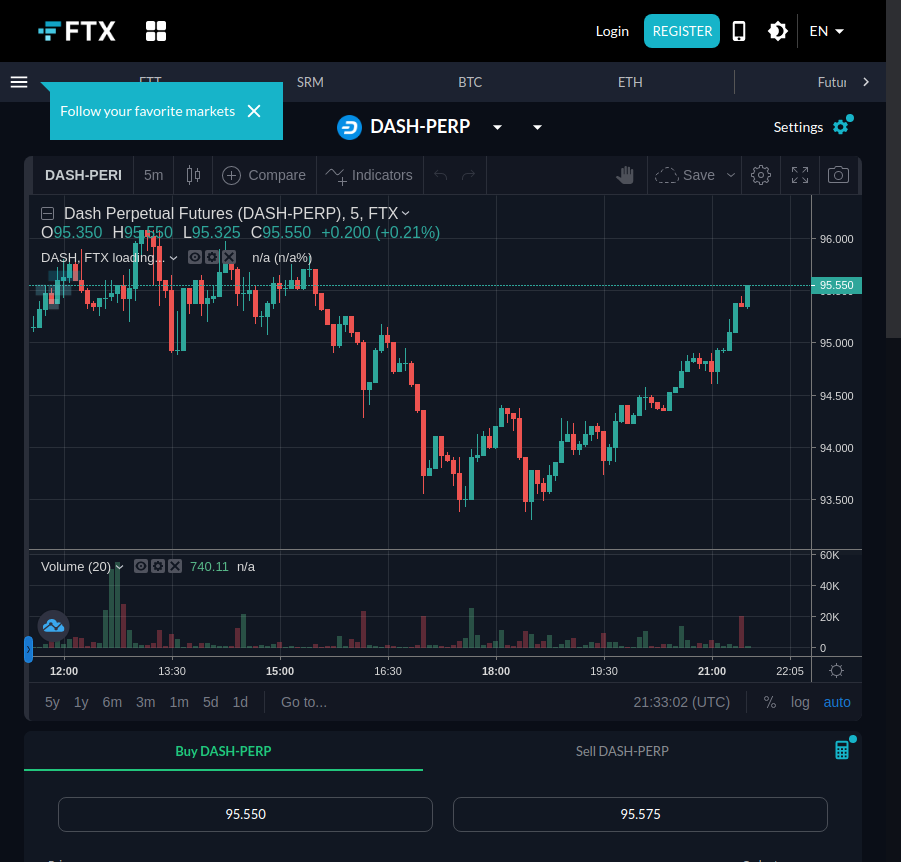 FTX
Login
REGISTER
EN
FTT SRM BTC ETH Futur
Follow your favorite markets
DASH-PERP
Settings
DASH-PERI 5m Compare Indicators Save
Dash Perpetual Futures (DASH-PERP), 5, FTX
O95.350 H95.550 L95.325 C95.550 +0.200 (+0.21%)
DASH, FTX loading... n/a (n/a%)
96.000
95.550
95.000
94.500
94.000
93.500
Volume (20) 740.11 n/a
60K
40K
20K
0
12:00 13:30 15:00 16:30 18:00 19:30 21:00 22:05
5y 1y 6m 3m 1m 5d 1d Go to... 21:33:02 (UTC) % log auto
Buy DASH-PERP Sell DASH-PERP
95.550 95.575